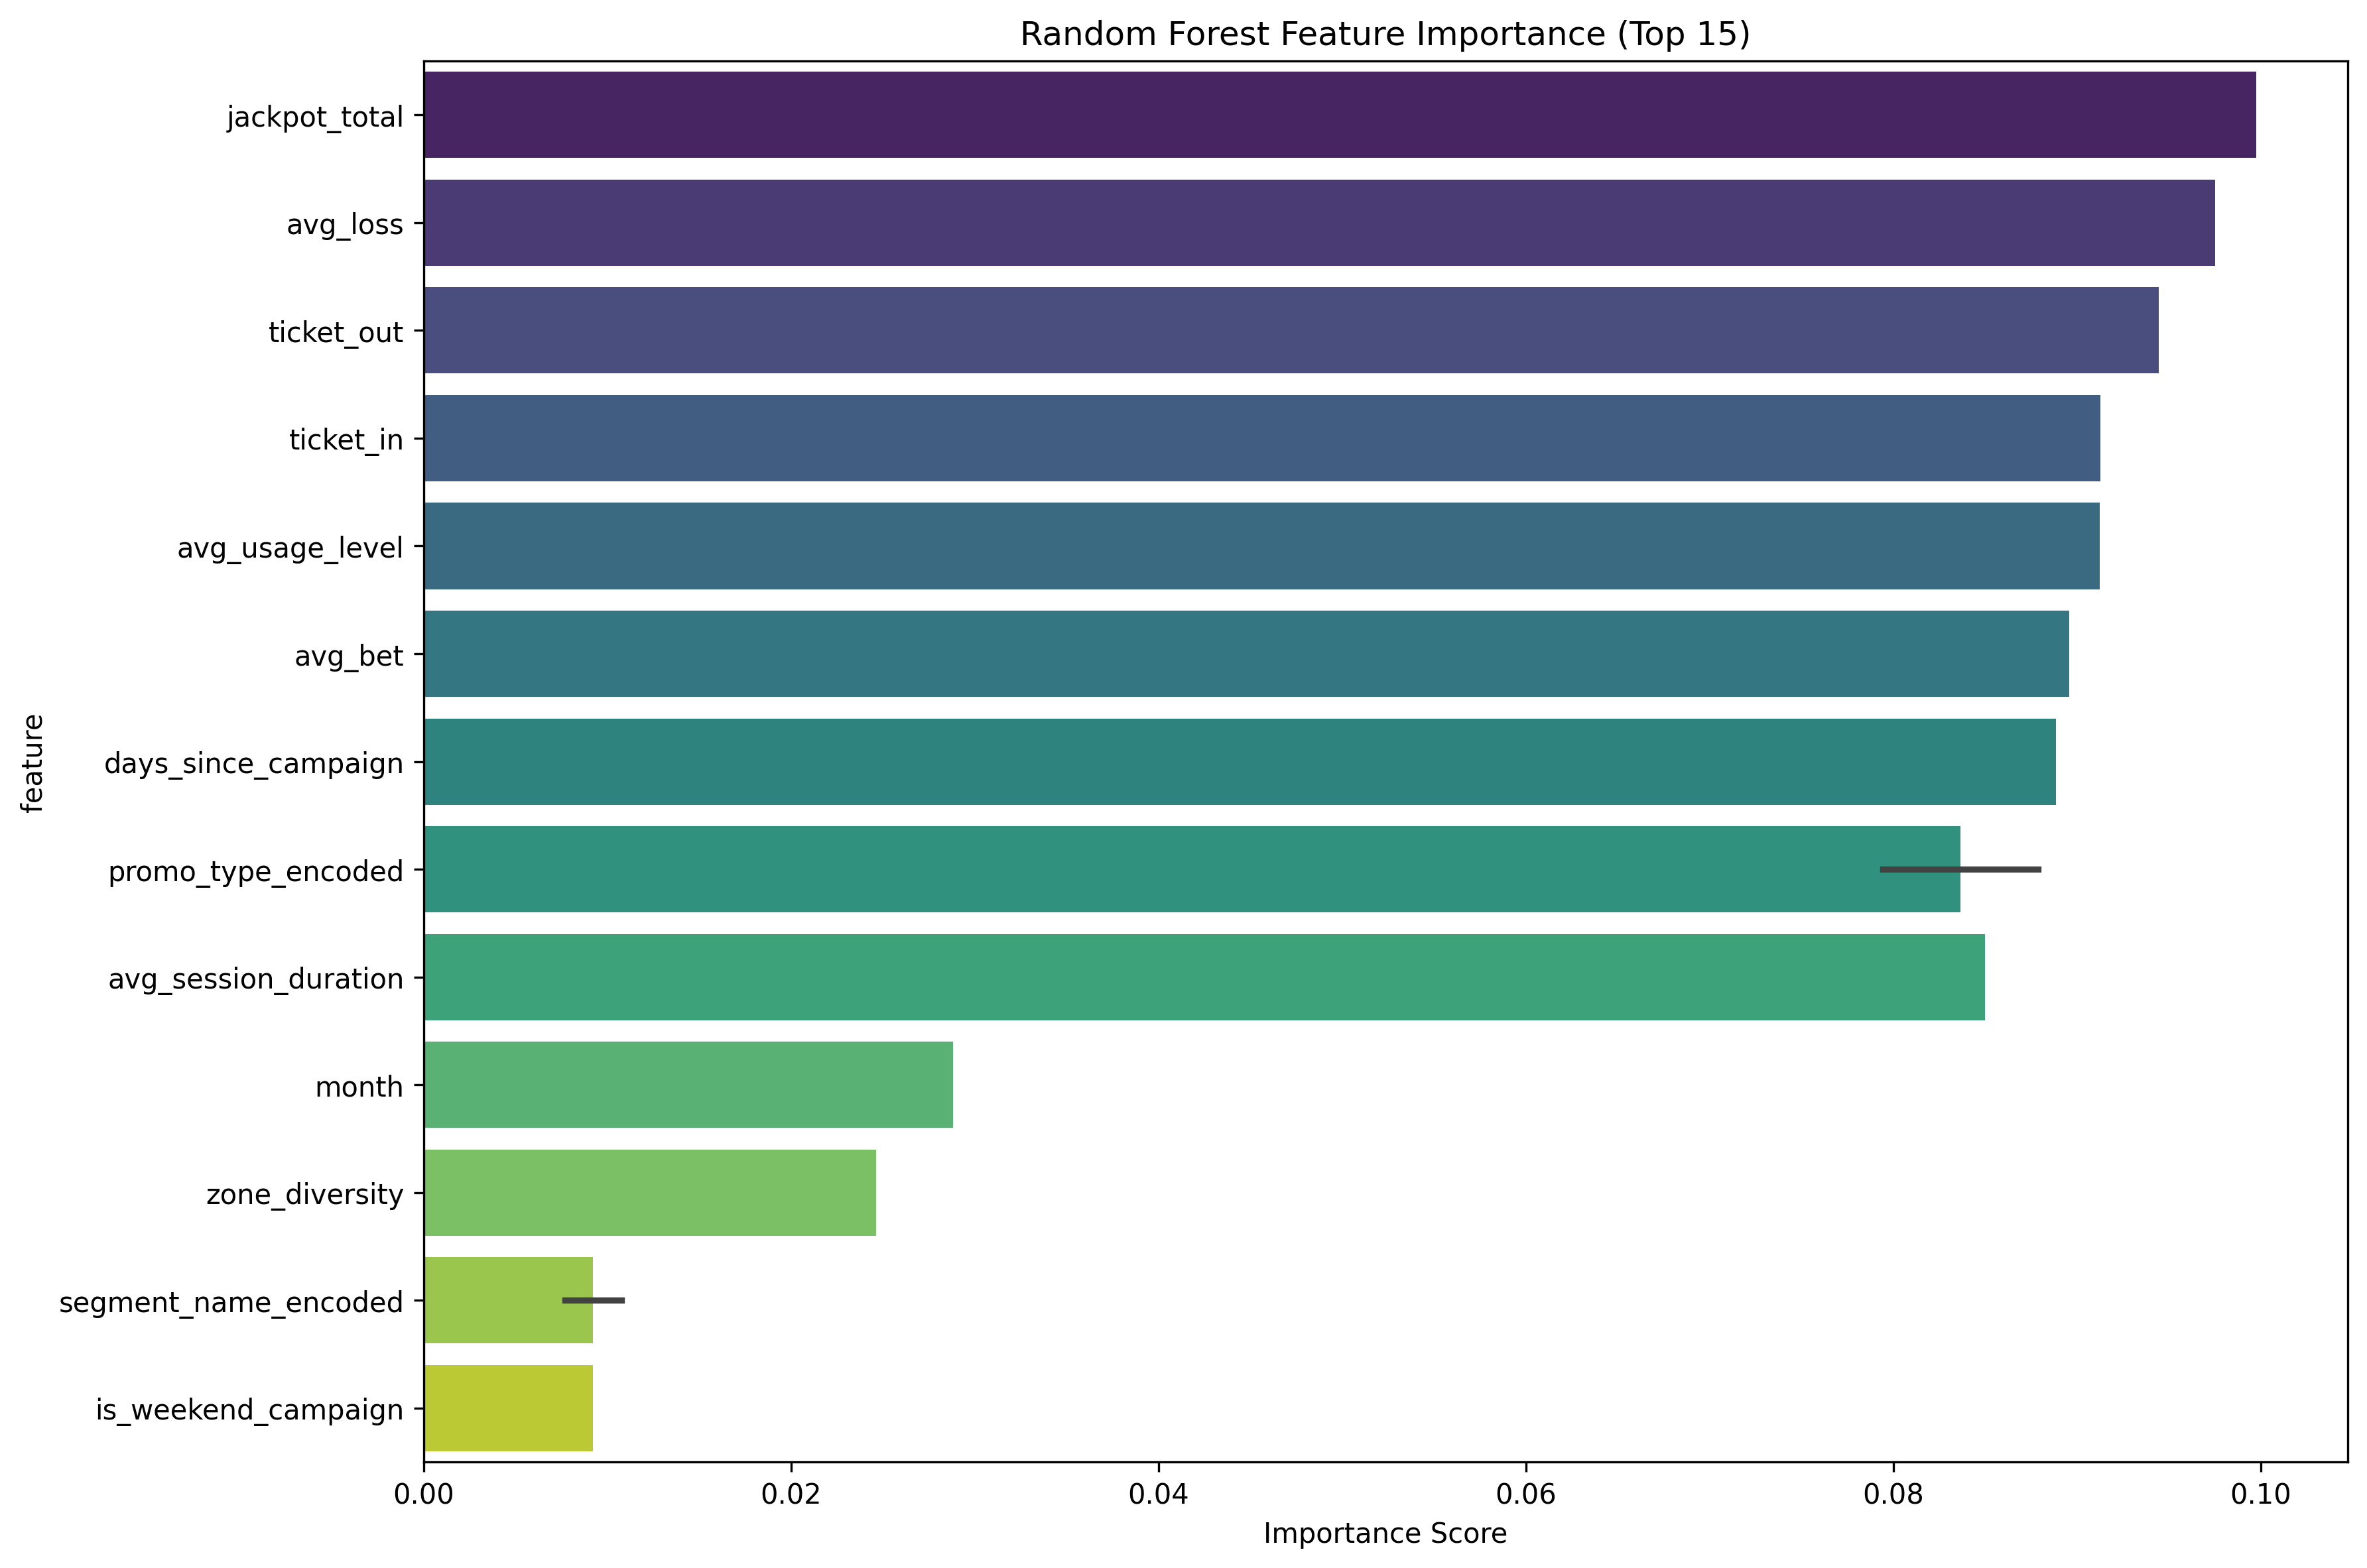 Random Forest Feature Importance (Top 15)
feature
jackpot_total
avg_loss
ticket_out
ticket_in
avg_usage_level
avg_bet
days_since_campaign
promo_type_encoded
avg_session_duration
month
zone_diversity
segment_name_encoded
is_weekend_campaign
0.00 0.02 0.04 0.06 0.08 0.10
Importance Score